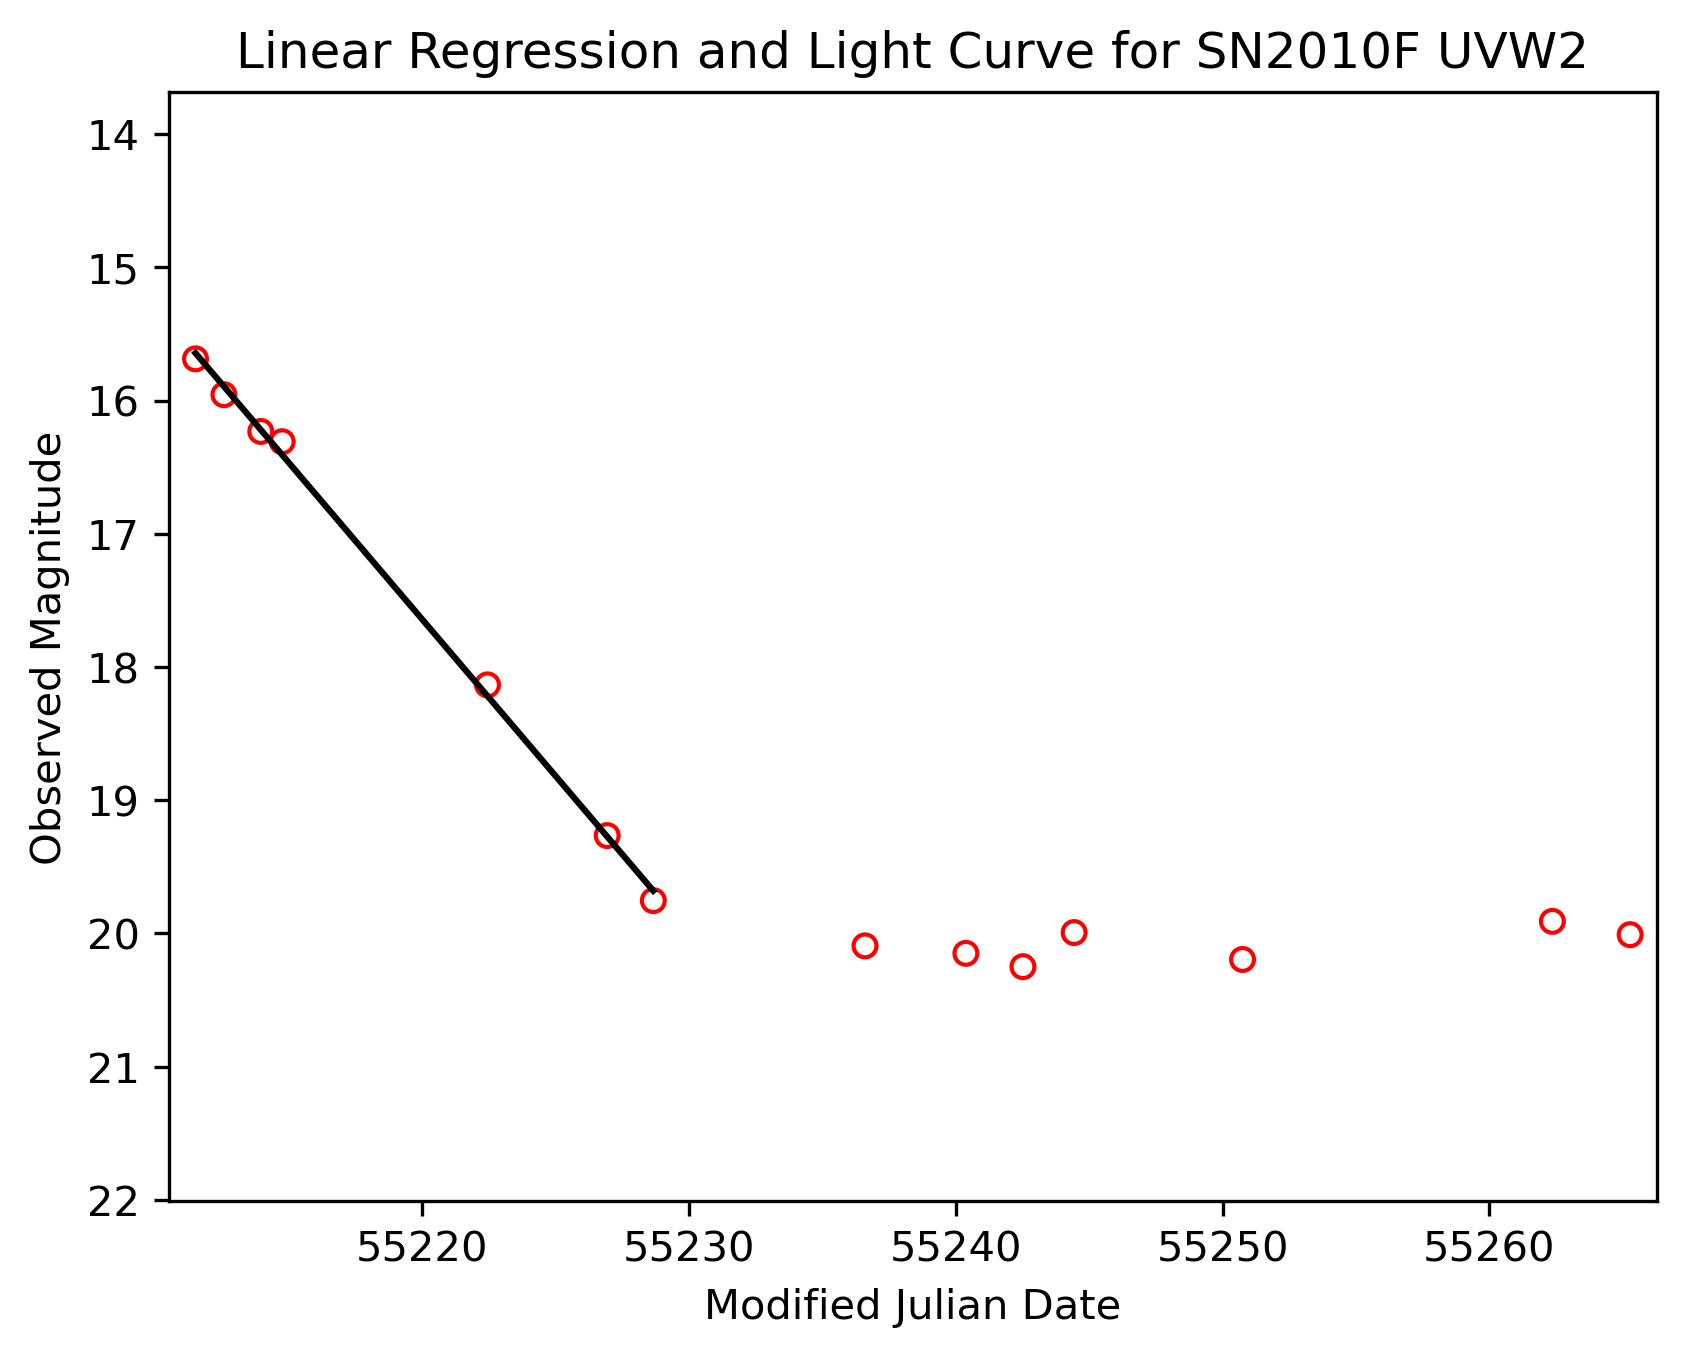 Linear Regression and Light Curve for SN2010F UVW2
14
15
16
17
18
19
20
21
22
Observed Magnitude
55220 55230 55240 55250 55260
Modified Julian Date